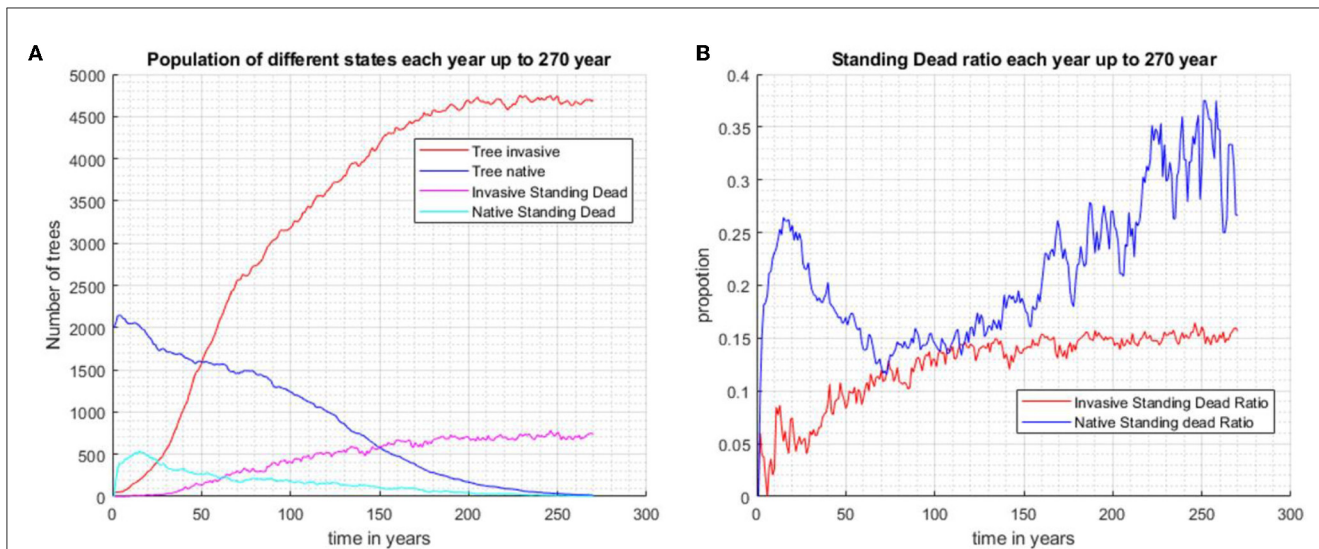 A
Population of different states each year up to 270 year
5000
4500
4000
3500
3000
2500
2000
1500
1000
500
0
Number of trees
Tree invasive
Tree native
Invasive Standing Dead
Native Standing Dead
0 50 100 150 200 250 300
time in years
B
Standing Dead ratio each year up to 270 year
0.4
0.35
0.3
0.25
0.2
0.15
0.1
0.05
0
propotion
Invasive Standing Dead Ratio
Native Standing dead Ratio
0 50 100 150 200 250 300
time in years